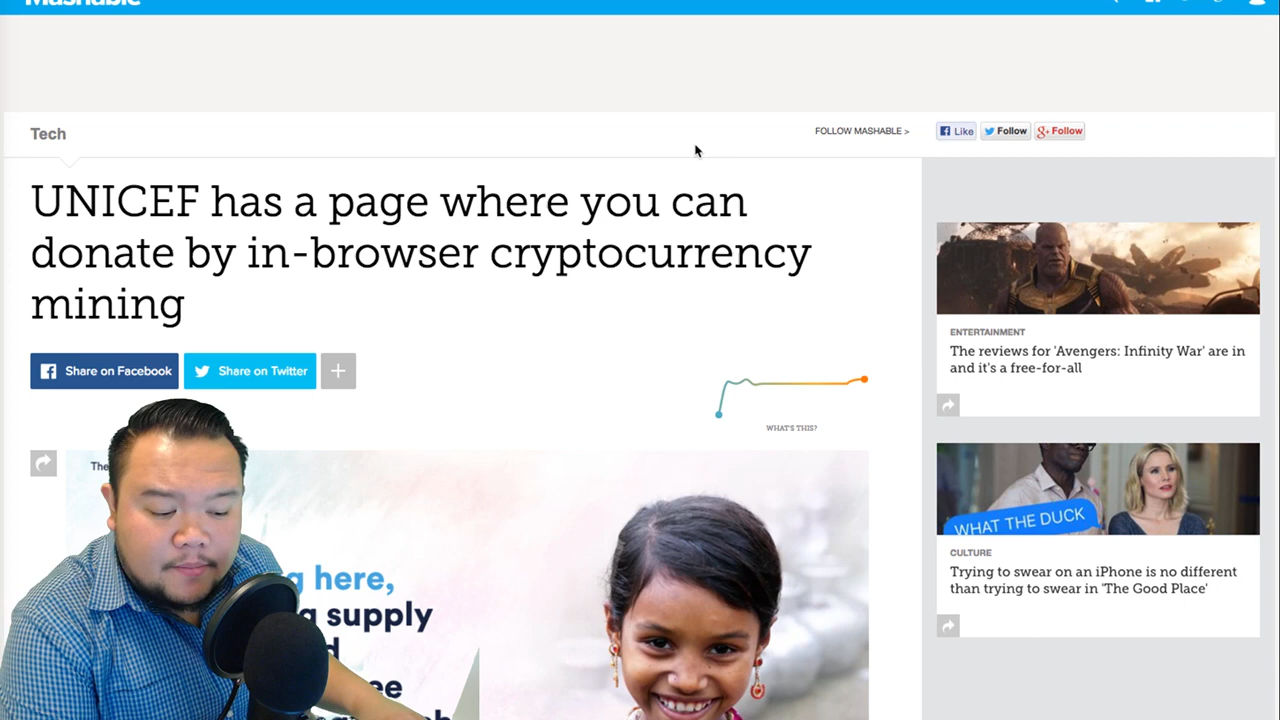 Mashable
Tech
FOLLOW MASHABLE >
Like
Follow
g+ Follow
UNICEF has a page where you can
donate by in-browser cryptocurrency
mining
Share on Facebook
Share on Twitter
+
WHAT'S THIS?
The
g here,
g supply
d
ee
ENTERTAINMENT
The reviews for 'Avengers: Infinity War' are in
and it's a free-for-all
WHAT THE DUCK
CULTURE
Trying to swear on an iPhone is no different
than trying to swear in 'The Good Place'